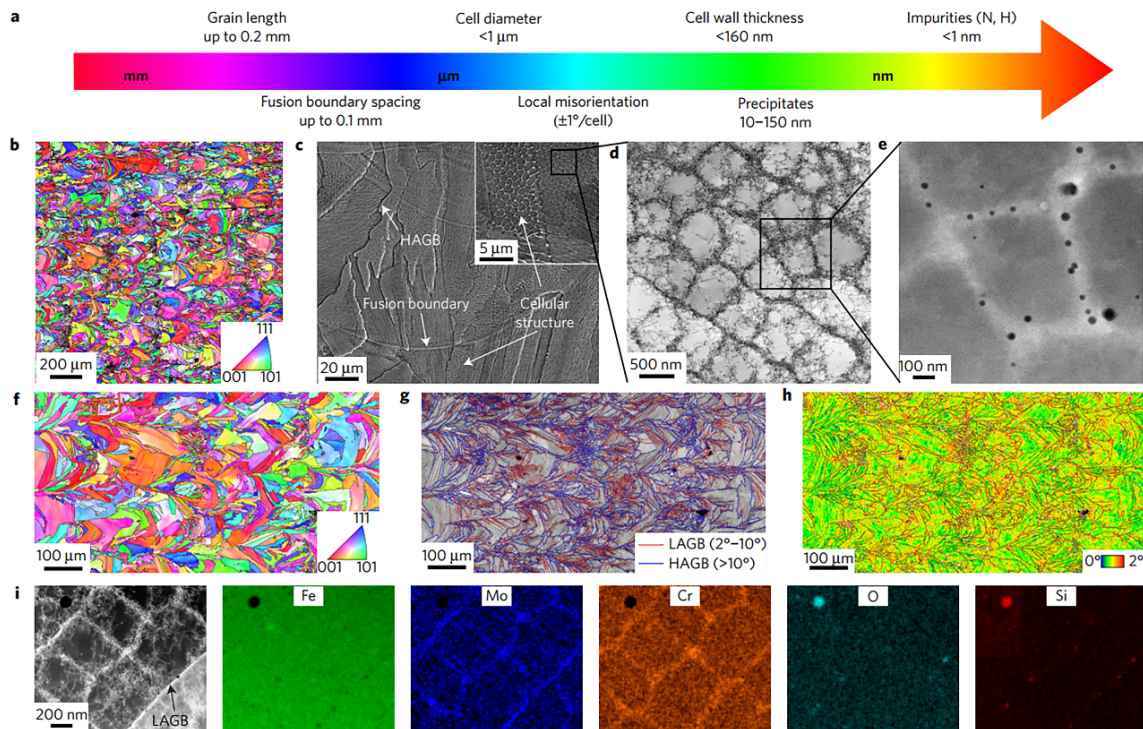 a
Grain length
up to 0.2 mm
Cell diameter
<1 μm
Cell wall thickness
<160 nm
Impurities (N, H)
<1 nm
mm
μm
nm
Fusion boundary spacing
up to 0.1 mm
Local misorientation
(±1°/cell)
Precipitates
10–150 nm
b
111
001 101
200 μm
c
HAGB
5 μm
Fusion boundary
Cellular
structure
20 μm
d
500 nm
e
100 nm
f
111
001 101
100 μm
g
LAGB (2°–10°)
HAGB (>10°)
100 μm
h
100 μm
0° 2°
i
LAGB
200 nm
Fe
Mo
Cr
O
Si